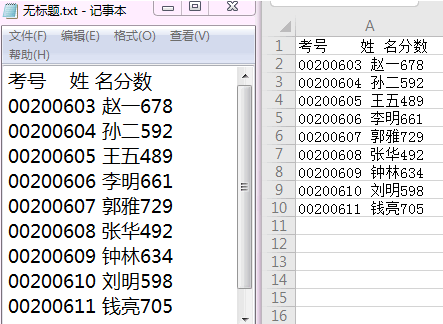 无标题.txt - 记事本
文件(F) 编辑(E) 格式(O) 查看(V)
帮助(H)
考号 姓 名分数
00200603 赵一678
00200604 孙二592
00200605 王五489
00200606 李明661
00200607 郭雅729
00200608 张华492
00200609 钟林634
00200610 刘明598
00200611 钱亮705
A
1 考号 姓 名分数
2 00200603 赵一678
3 00200604 孙二592
4 00200605 王五489
5 00200606 李明661
6 00200607 郭雅729
7 00200608 张华492
8 00200609 钟林634
9 00200610 刘明598
10 00200611 钱亮705
11
12
13
14
15
16